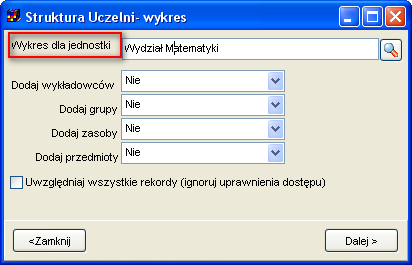 Struktura Uczelni- wykres
Wykres dla jednostki Wydział Matematyki
Dodaj wykładowców Nie
Dodaj grupy Nie
Dodaj zasoby Nie
Dodaj przedmioty Nie
Uwzględniaj wszystkie rekordy (ignoruj uprawnienia dostępu)
<Zamknij Dalej >